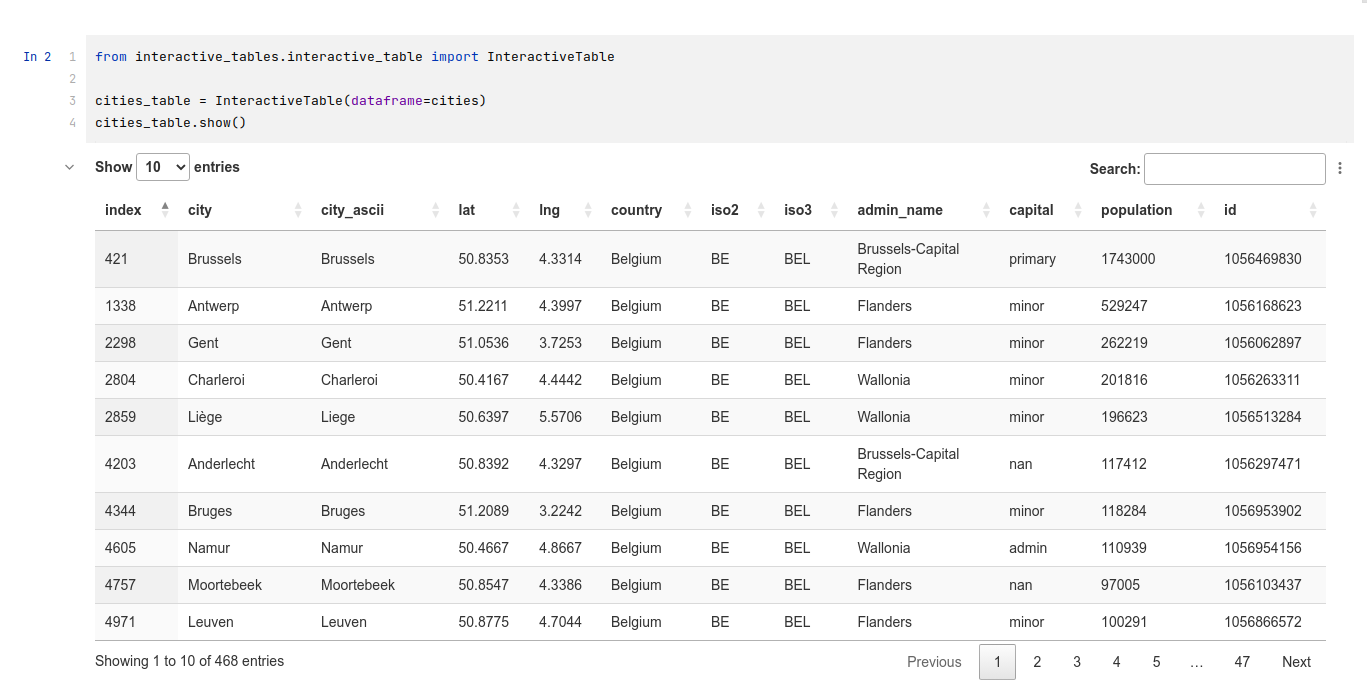 In 2 1 from interactive_tables.interactive_table import InteractiveTable
2
3 cities_table = InteractiveTable(dataframe=cities)
4 cities_table.show()
Show 10 entries Search:
index city city_ascii lat lng country iso2 iso3 admin_name capital population id
421 Brussels Brussels 50.8353 4.3314 Belgium BE BEL Brussels-Capital Region primary 1743000 1056469830
1338 Antwerp Antwerp 51.2211 4.3997 Belgium BE BEL Flanders minor 529247 1056168623
2298 Gent Gent 51.0536 3.7253 Belgium BE BEL Flanders minor 262219 1056062897
2804 Charleroi Charleroi 50.4167 4.4442 Belgium BE BEL Wallonia minor 201816 1056263311
2859 Liège Liege 50.6397 5.5706 Belgium BE BEL Wallonia minor 196623 1056513284
4203 Anderlecht Anderlecht 50.8392 4.3297 Belgium BE BEL Brussels-Capital Region nan 117412 1056297471
4344 Bruges Bruges 51.2089 3.2242 Belgium BE BEL Flanders minor 118284 1056953902
4605 Namur Namur 50.4667 4.8667 Belgium BE BEL Wallonia admin 110939 1056954156
4757 Moortebeek Moortebeek 50.8547 4.3386 Belgium BE BEL Flanders nan 97005 1056103437
4971 Leuven Leuven 50.8775 4.7044 Belgium BE BEL Flanders minor 100291 1056866572
Showing 1 to 10 of 468 entries Previous 1 2 3 4 5 … 47 Next